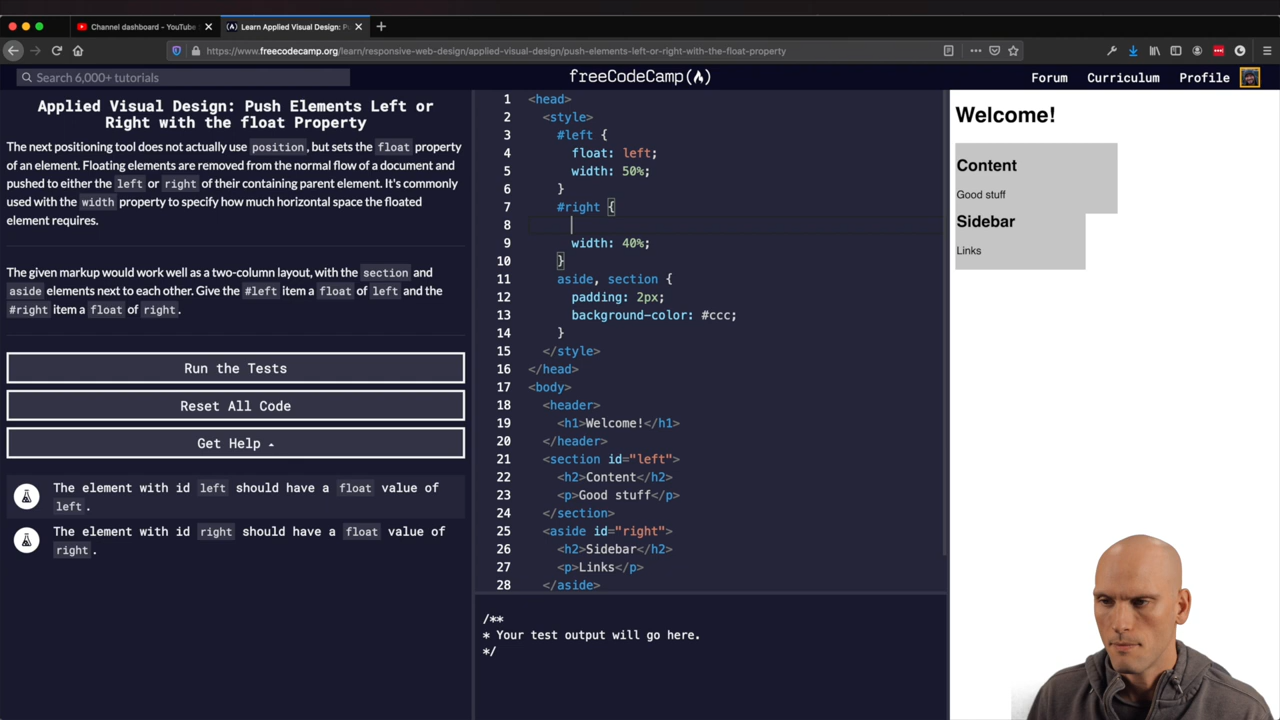 Channel dashboard - YouTube
Learn Applied Visual Design: Pu
https://www.freecodecamp.org/learn/responsive-web-design/applied-visual-design/push-elements-left-or-right-with-the-float-property
Search 6,000+ tutorials
freeCodeCamp
Forum
Curriculum
Profile
Applied Visual Design: Push Elements Left or
Right with the float Property
The next positioning tool does not actually use position, but sets the float property
of an element. Floating elements are removed from the normal flow of a document and
pushed to either the left or right of their containing parent element. It's commonly
used with the width property to specify how much horizontal space the floated
element requires.
The given markup would work well as a two-column layout, with the section and
aside elements next to each other. Give the #left item a float of left and the
#right item a float of right.
Run the Tests
Reset All Code
Get Help
The element with id left should have a float value of
left.
The element with id right should have a float value of
right.
1 <head>
2 <style>
3 #left {
4 float: left;
5 width: 50%;
6 }
7 #right {
8
9 width: 40%;
10 }
11 aside, section {
12 padding: 2px;
13 background-color: #ccc;
14 }
15 </style>
16 </head>
17 <body>
18 <header>
19 <h1>Welcome!</h1>
20 </header>
21 <section id="left">
22 <h2>Content</h2>
23 <p>Good stuff</p>
24 </section>
25 <aside id="right">
26 <h2>Sidebar</h2>
27 <p>Links</p>
28 </aside>
/**
* Your test output will go here.
*/
Welcome!
Content
Good stuff
Sidebar
Links